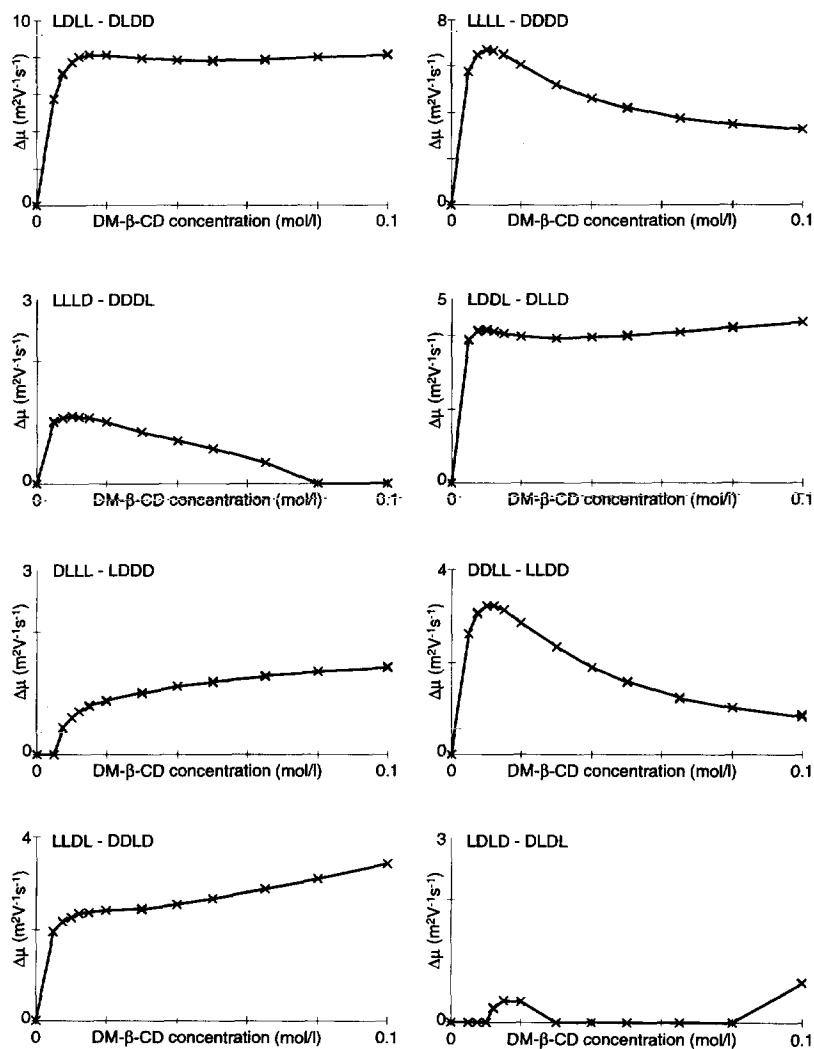 10
LDLL - DLDD
Δμ (m²V⁻¹s⁻¹)
0
0
DM-β-CD concentration (mol/l)
0.1
8
LLLL - DDDD
Δμ (m²V⁻¹s⁻¹)
0
0
DM-β-CD concentration (mol/l)
0.1
3
LLLD - DDDL
Δμ (m²V⁻¹s⁻¹)
0
0
DM-β-CD concentration (mol/l)
0.1
5
LDDL - DLLD
Δμ (m²V⁻¹s⁻¹)
0
0
DM-β-CD concentration (mol/l)
0.1
3
DLLL - LDDD
Δμ (m²V⁻¹s⁻¹)
0
0
DM-β-CD concentration (mol/l)
0.1
4
DDLL - LLDD
Δμ (m²V⁻¹s⁻¹)
0
0
DM-β-CD concentration (mol/l)
0.1
4
LLDL - DDLD
Δμ (m²V⁻¹s⁻¹)
0
0
DM-β-CD concentration (mol/l)
0.1
3
LDLD - DLDL
Δμ (m²V⁻¹s⁻¹)
0
0
DM-β-CD concentration (mol/l)
0.1